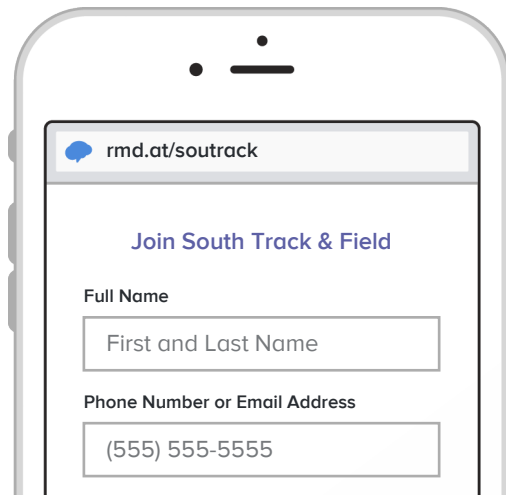 rmd.at/soutrack
Join South Track & Field
Full Name
First and Last Name
Phone Number or Email Address
(555) 555-5555